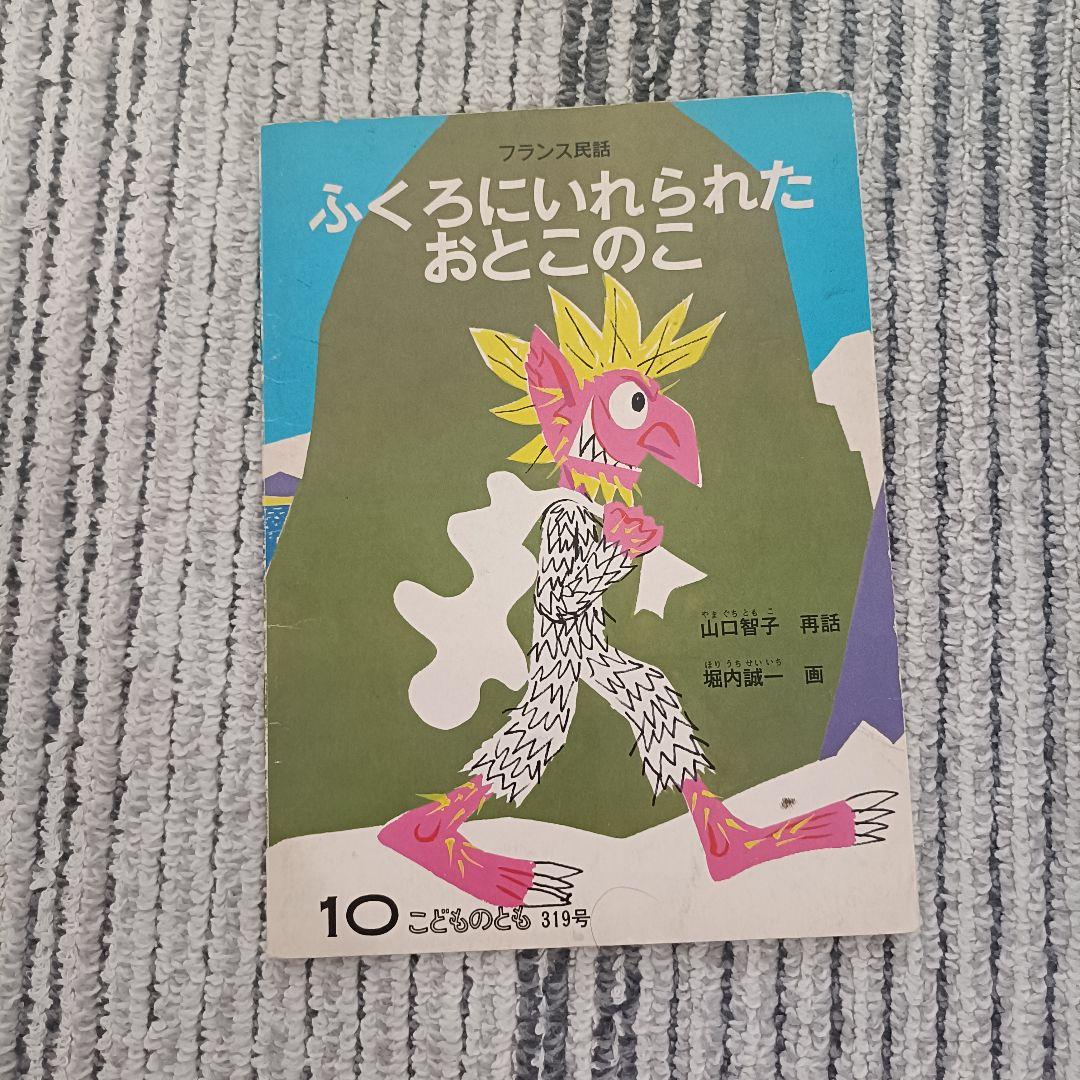 フランス民話
ふくろにいれられた
おとこのこ
やまぐちともこ
山口智子 再話
ほりうちせいいち
堀内誠一 画
10 こどものとも 319号